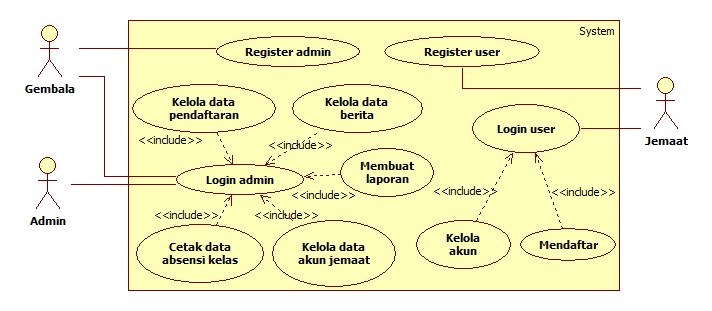 System
Register admin
Register user
Gembala
Kelola data
pendaftaran
Kelola data
berita
Login user
Jemaat
<<include>>
<<include>>
Membuat
laporan
Login admin
Admin
<<include>>
<<include>>
<<include>>
<<include>>
<<include>>
Cetak data
absensi kelas
Kelola data
akun jemaat
Kelola
akun
Mendaftar